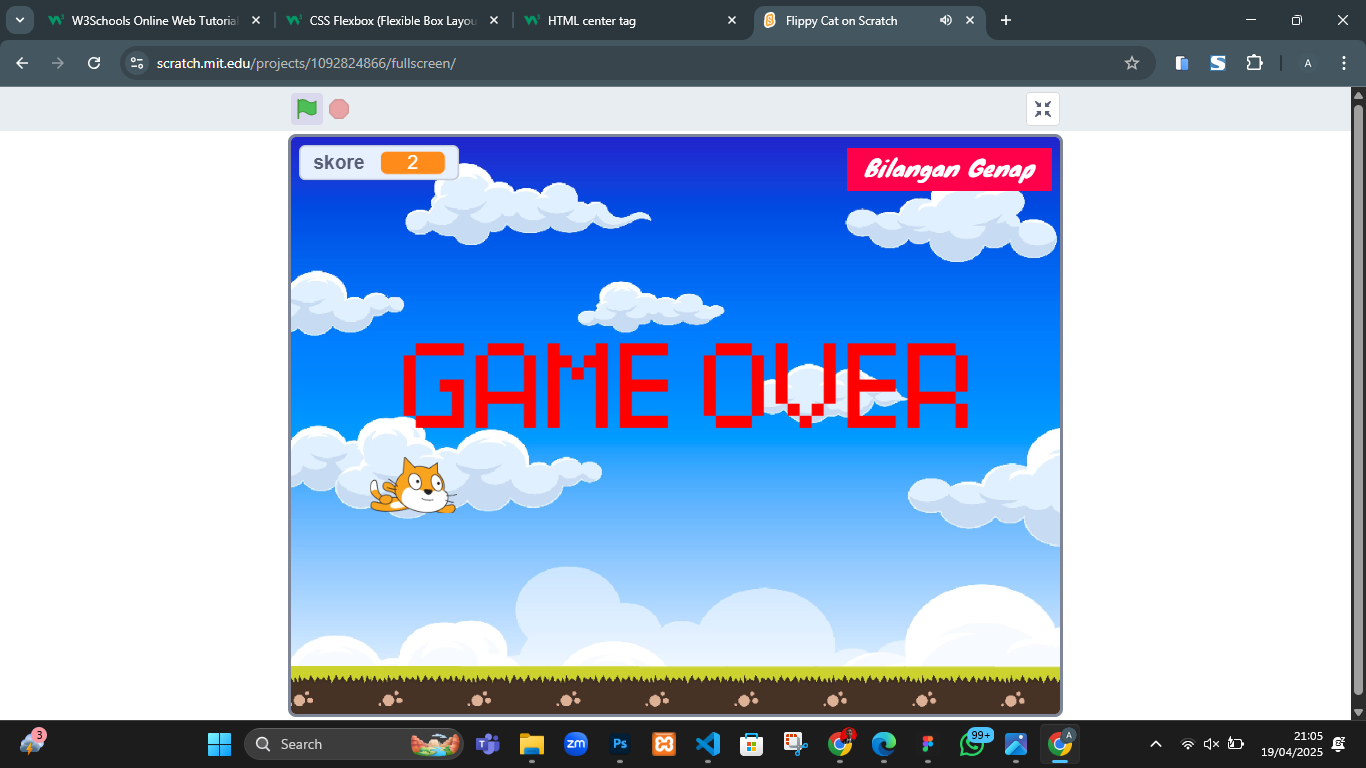 W3Schools Online Web Tutorial
CSS Flexbox (Flexible Box Layou
HTML center tag
Flippy Cat on Scratch
scratch.mit.edu/projects/1092824866/fullscreen/
A
skore 2
Bilangan Genap
GAME OVER
3
Search
zm
Ps
99+
A
21:05
19/04/2025